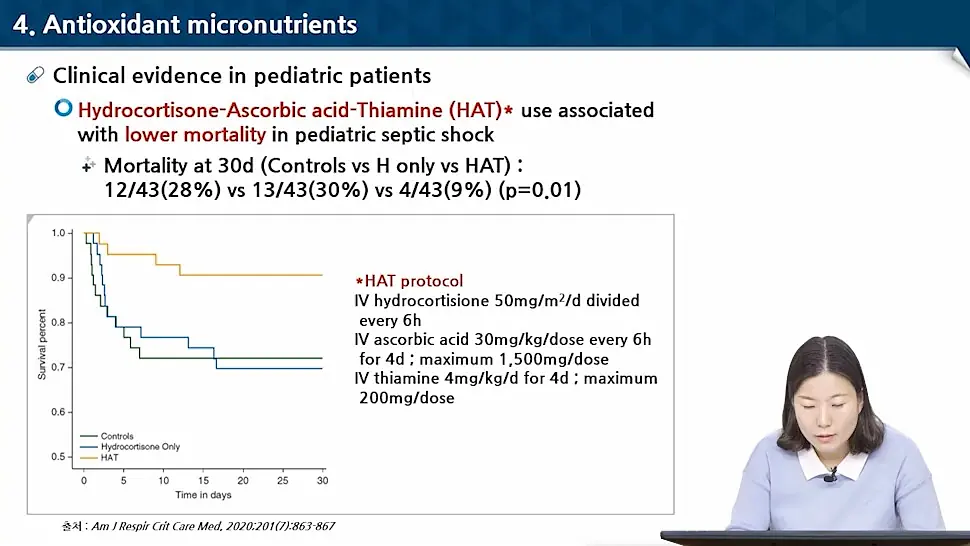 4. Antioxidant micronutrients
Clinical evidence in pediatric patients
Hydrocortisone-Ascorbic acid-Thiamine (HAT)* use associated
with lower mortality in pediatric septic shock
Mortality at 30d (Controls vs H only vs HAT) :
12/43(28%) vs 13/43(30%) vs 4/43(9%) (p=0.01)
1.0
0.9
0.8
0.7
0.6
0.5
Survival percent
Controls
Hydrocortisone Only
HAT
0 5 10 15 20 25 30
Time in days
*HAT protocol
IV hydrocortisione 50mg/m²/d divided
every 6h
IV ascorbic acid 30mg/kg/dose every 6h
for 4d ; maximum 1,500mg/dose
IV thiamine 4mg/kg/d for 4d ; maximum
200mg/dose
출처 : Am J Respir Crit Care Med. 2020;201(7):863-867